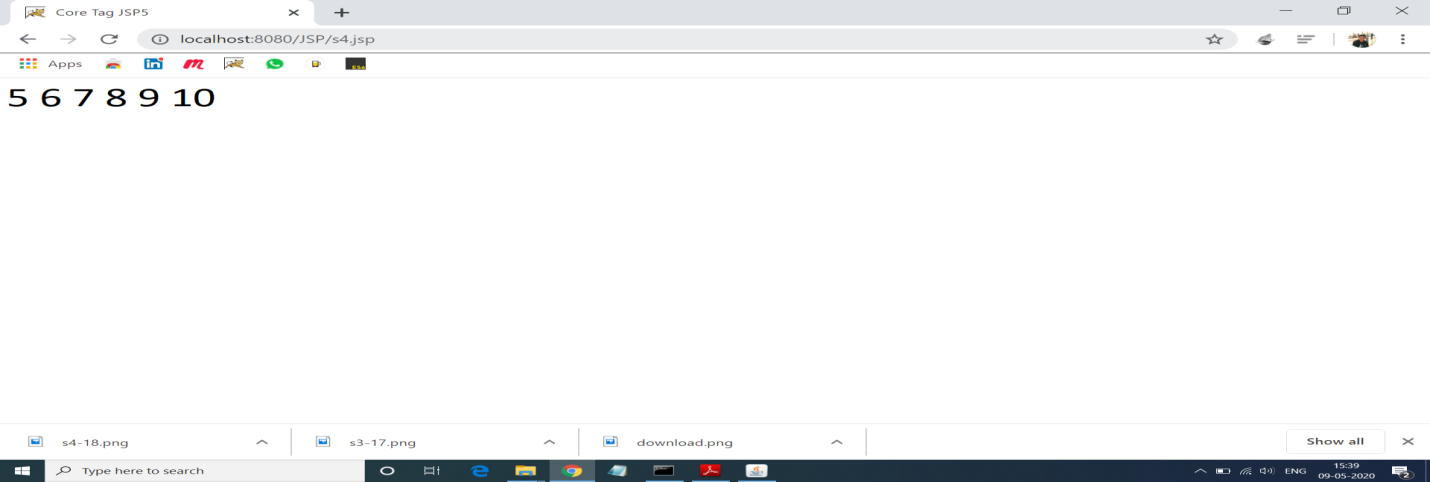 Core Tag JSP5
localhost:8080/JSP/s4.jsp
Apps
5 6 7 8 9 10
s4-18.png
s3-17.png
download.png
Show all
Type here to search
ENG
15:39
09-05-2020
2